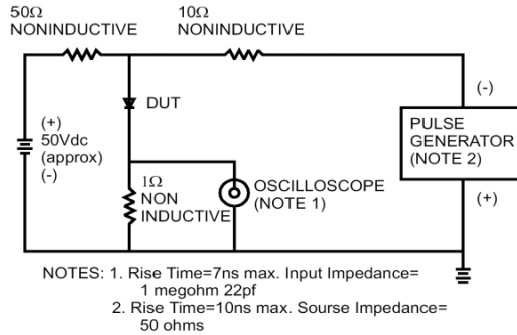 50Ω
NONINDUCTIVE
10Ω
NONINDUCTIVE
(-)
DUT
(+)
50Vdc
(approx)
(-)
PULSE
GENERATOR
(NOTE 2)
1Ω
NON
INDUCTIVE
OSCILLOSCOPE
(NOTE 1)
(+)
NOTES: 1. Rise Time=7ns max. Input Impedance=
1 megohm 22pf
2. Rise Time=10ns max. Sourse Impedance=
50 ohms